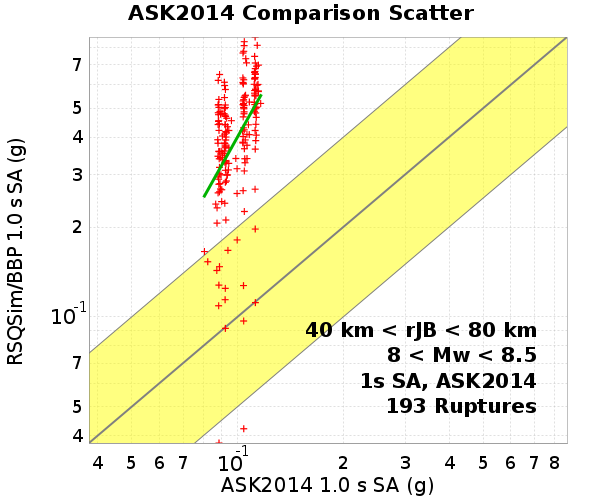 ASK2014 Comparison Scatter
RSQSim/BBP 1.0 s SA (g)
7
6
5
4
3
2
10-1
7
5
4
40 km < rJB < 80 km
8 < Mw < 8.5
1s SA, ASK2014
193 Ruptures
4 5 6 7 10-1 2 3 4 5 6 7 8
ASK2014 1.0 s SA (g)